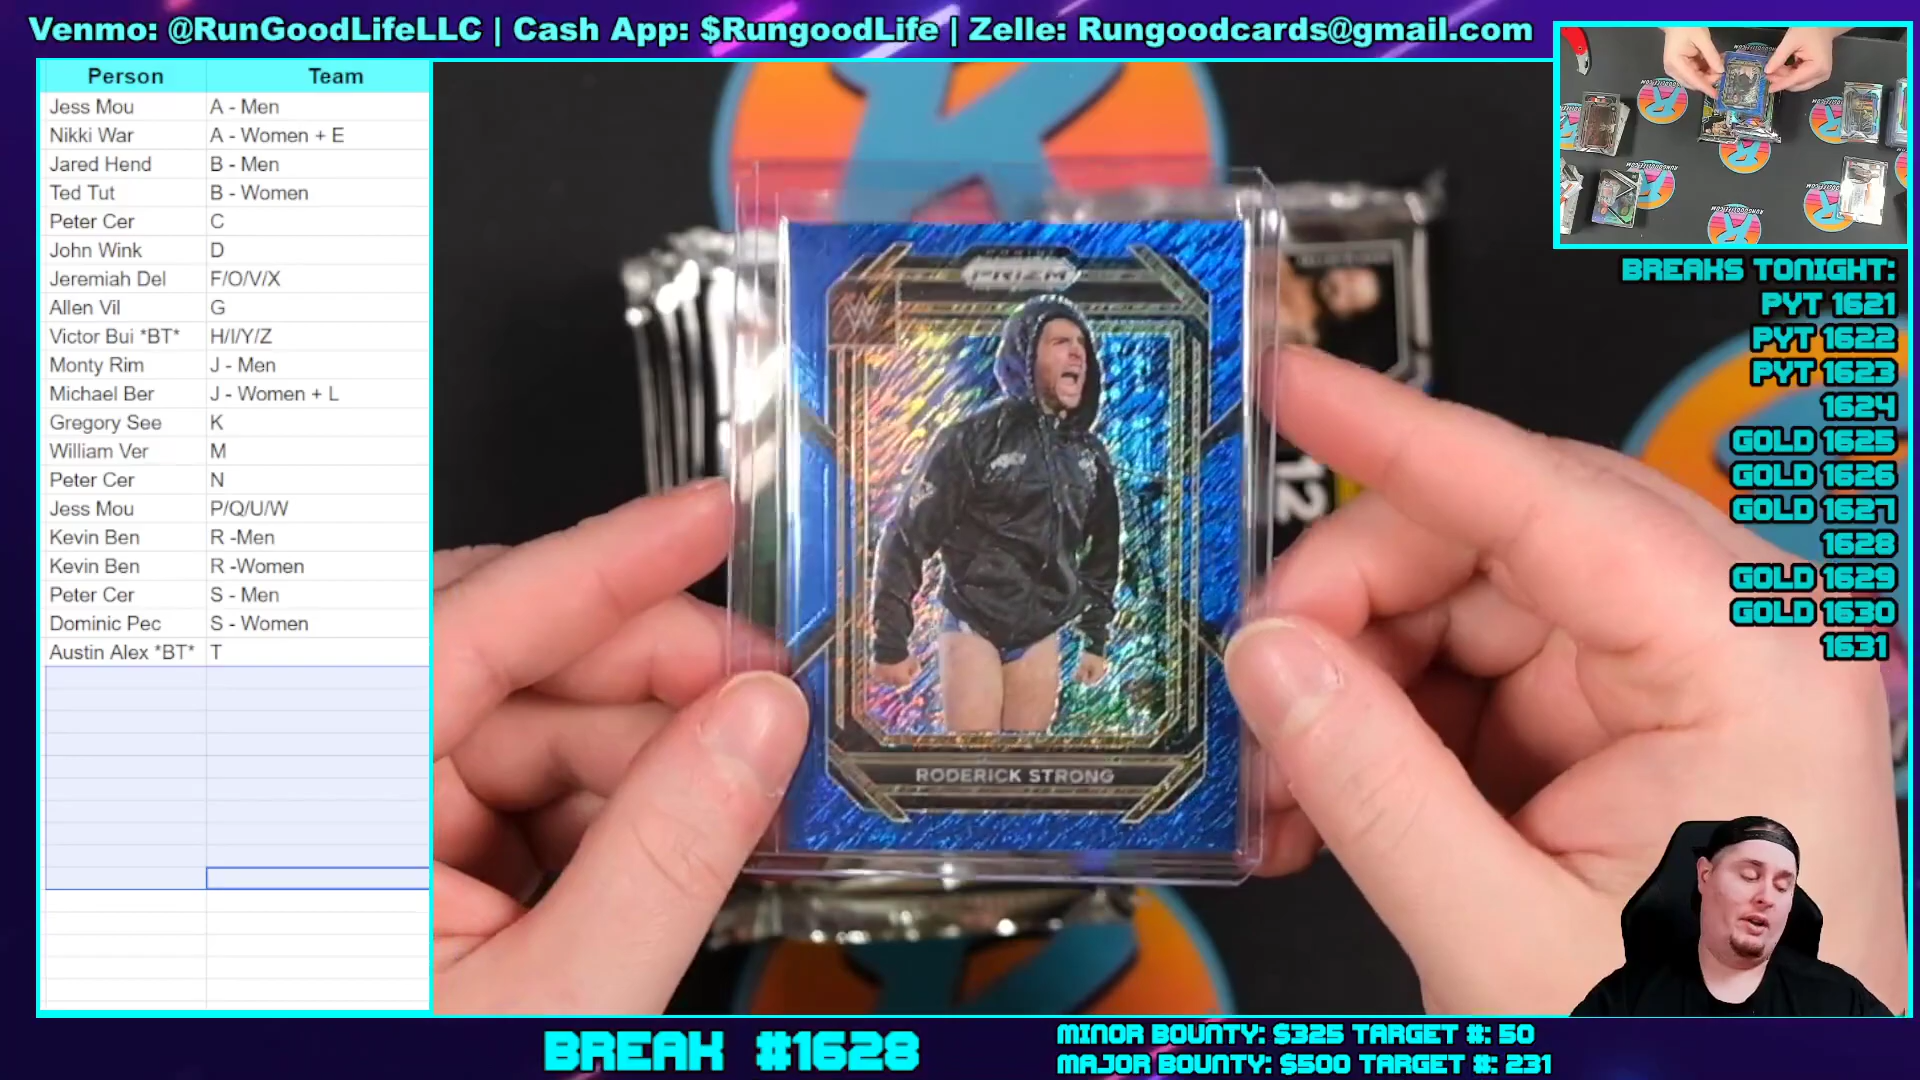 Venmo: @RunGoodLifeLLC | Cash App: $RungoodLife | Zelle: Rungoodcards@gmail.com
Person Team
Jess Mou A - Men
Nikki War A - Women + E
Jared Hend B - Men
Ted Tut B - Women
Peter Cer C
John Wink D
Jeremiah Del F/O/V/X
Allen Vil G
Victor Bui *BT* H/I/Y/Z
Monty Rim J - Men
Michael Ber J - Women + L
Gregory See K
William Ver M
Peter Cer N
Jess Mou P/Q/U/W
Kevin Ben R -Men
Kevin Ben R -Women
Peter Cer S - Men
Dominic Pec S - Women
Austin Alex *BT* T
PRIZM
W
RODERICK STRONG
12
BREAKS TONIGHT:
PYT 1621
PYT 1622
PYT 1623
1624
GOLD 1625
GOLD 1626
GOLD 1627
1628
GOLD 1629
GOLD 1630
1631
BREAK #1628
MINOR BOUNTY: $325 TARGET #: 50
MAJOR BOUNTY: $500 TARGET #: 231